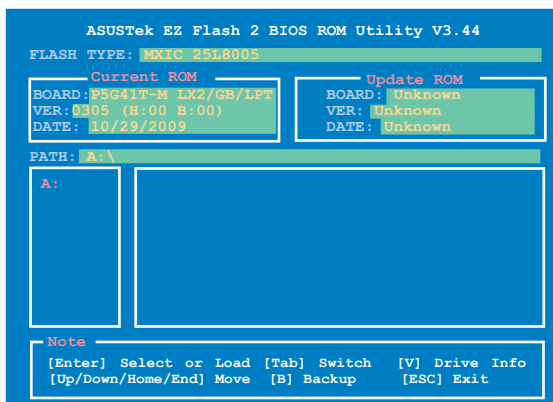 ASUSTek EZ Flash 2 BIOS ROM Utility V3.44
FLASH TYPE: MXIC 25L8005
Current ROM
BOARD: P5G41T-M LX2/GB/LPT
VER: 0305 (H:00 B:00)
DATE: 10/29/2009
Update ROM
BOARD: Unknown
VER: Unknown
DATE: Unknown
PATH: A:\
A:
Note
[Enter] Select or Load [Tab] Switch [V] Drive Info
[Up/Down/Home/End] Move [B] Backup [ESC] Exit